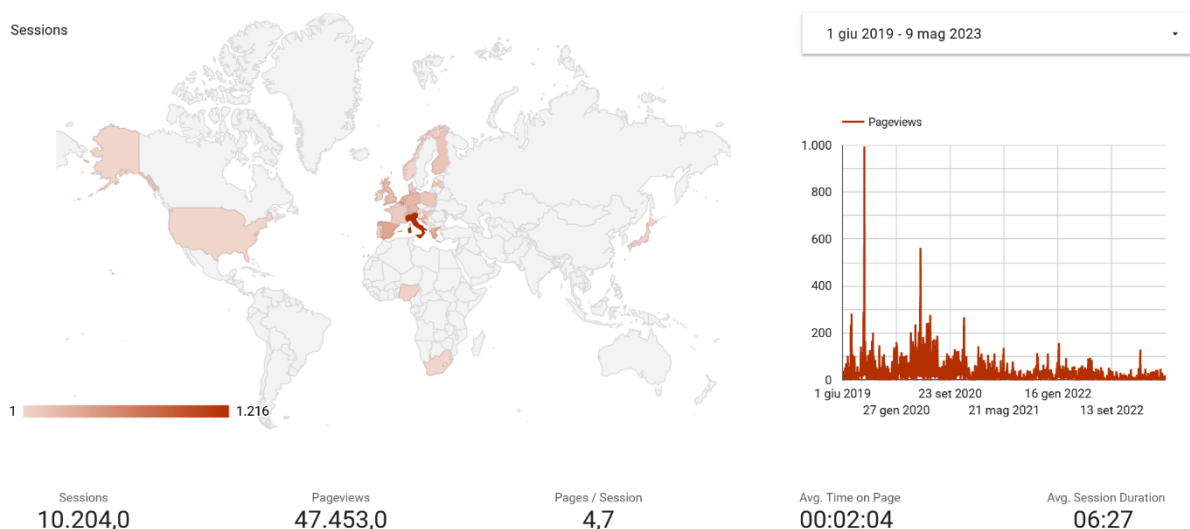 Sessions
1 giu 2019 - 9 mag 2023
Pageviews
1.000
800
600
400
200
0
1 giu 2019
23 set 2020
16 gen 2022
27 gen 2020
21 mag 2021
13 set 2022
1
1.216
Sessions
Pageviews
Pages / Session
Avg. Time on Page
Avg. Session Duration
10.204,0
47.453,0
4,7
00:02:04
06:27